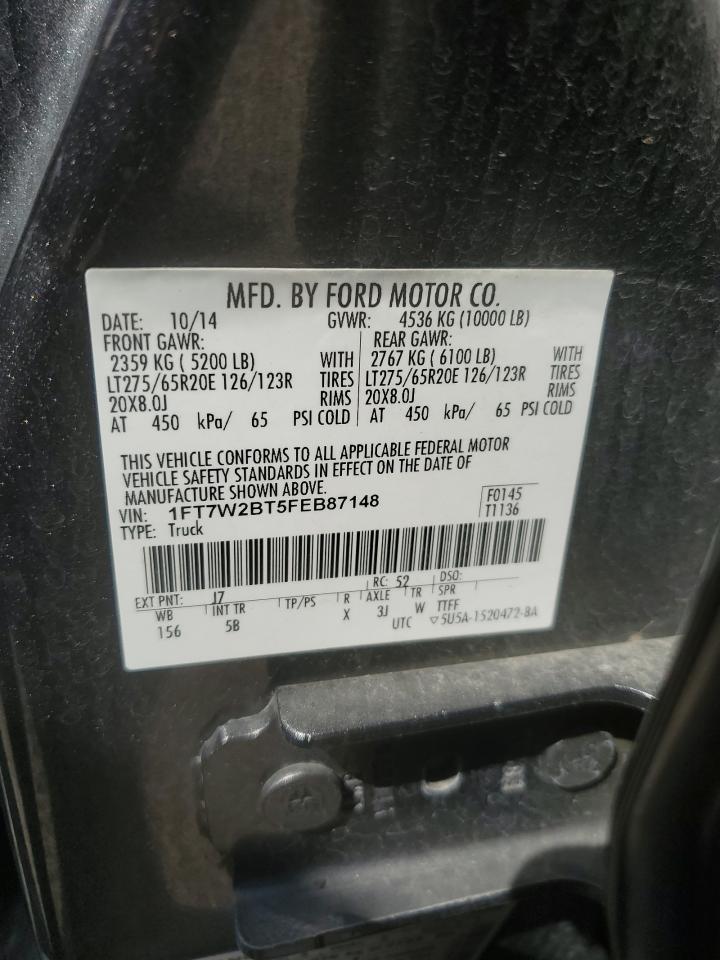 MFD. BY FORD MOTOR CO.
DATE: 10/14 GVWR: 4536 KG (10000 LB)
FRONT GAWR: REAR GAWR:
2359 KG ( 5200 LB) WITH 2767 KG ( 6100 LB) WITH
LT275/65R20E 126/123R TIRES LT275/65R20E 126/123R TIRES
20X8.0J RIMS 20X8.0J RIMS
AT 450 kPa/ 65 PSI COLD AT 450 kPa/ 65 PSI COLD
THIS VEHICLE CONFORMS TO ALL APPLICABLE FEDERAL MOTOR
VEHICLE SAFETY STANDARDS IN EFFECT ON THE DATE OF
MANUFACTURE SHOWN ABOVE.
VIN: 1FT7W2BT5FEB87148 F0145
TYPE: Truck T1136
EXT PNT: J7 RC: 52 DSO:
WB INT TR TP/PS R AXLE TR SPR
156 5B X 3J W TTFF
UTC ▽5U5A-1520472-BA